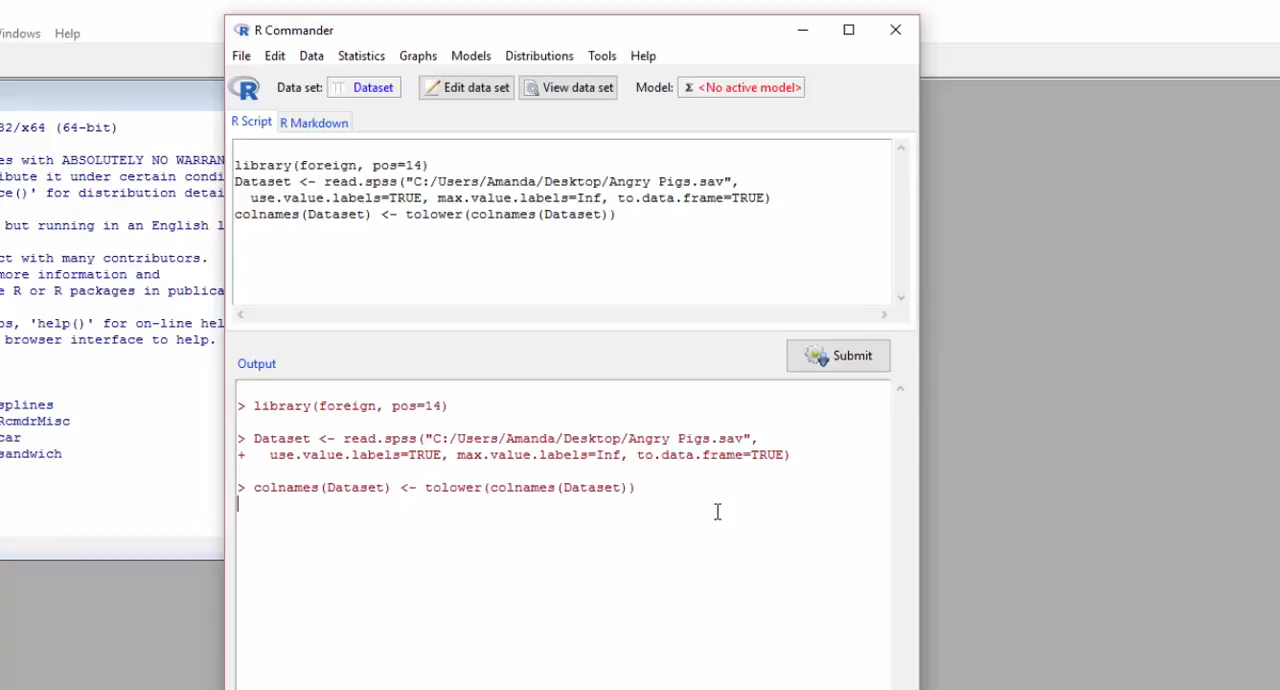 Windows Help
R Commander
File Edit Data Statistics Graphs Models Distributions Tools Help
R Data set: Dataset Edit data set View data set Model: Σ <No active model>
R Script R Markdown
library(foreign, pos=14)
Dataset <- read.spss("C:/Users/Amanda/Desktop/Angry Pigs.sav",
use.value.labels=TRUE, max.value.labels=Inf, to.data.frame=TRUE)
colnames(Dataset) <- tolower(colnames(Dataset))
Submit
Output
> library(foreign, pos=14)
> Dataset <- read.spss("C:/Users/Amanda/Desktop/Angry Pigs.sav",
+ use.value.labels=TRUE, max.value.labels=Inf, to.data.frame=TRUE)
> colnames(Dataset) <- tolower(colnames(Dataset))
32/x64 (64-bit)
es with ABSOLUTELY NO WARRAN
ibute it under certain condi
ce()' for distribution detai
but running in an English l
ct with many contributors.
more information and
e R or R packages in publica
os, 'help()' for on-line hel
browser interface to help.
splines
RcmdrMisc
car
sandwich